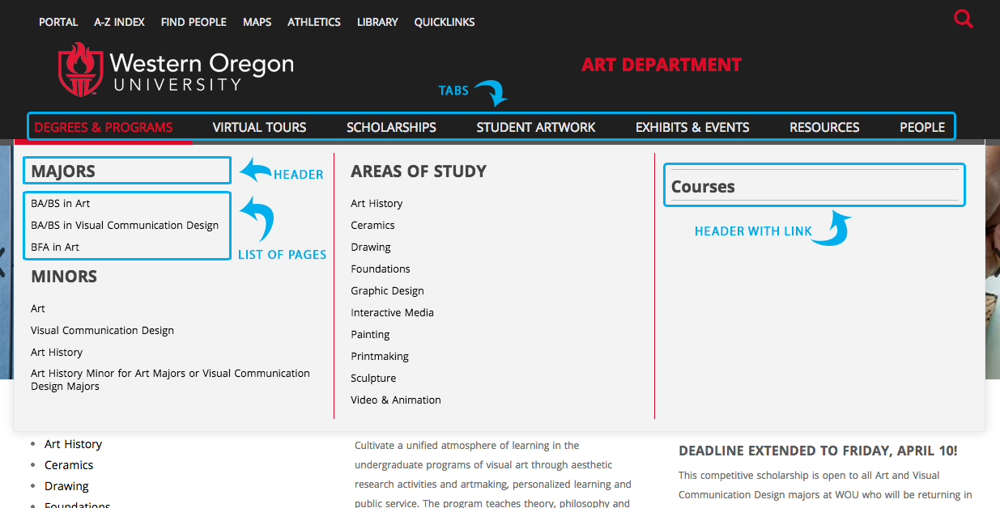 PORTAL A-Z INDEX FIND PEOPLE MAPS ATHLETICS LIBRARY QUICKLINKS
Western Oregon
UNIVERSITY
ART DEPARTMENT
TABS
DEGREES & PROGRAMS VIRTUAL TOURS SCHOLARSHIPS STUDENT ARTWORK EXHIBITS & EVENTS RESOURCES PEOPLE
MAJORS
HEADER
BA/BS in Art
BA/BS in Visual Communication Design
BFA in Art
LIST OF PAGES
MINORS
Art
Visual Communication Design
Art History
Art History Minor for Art Majors or Visual Communication
Design Majors
AREAS OF STUDY
Art History
Ceramics
Drawing
Foundations
Graphic Design
Interactive Media
Painting
Printmaking
Sculpture
Video & Animation
Courses
HEADER WITH LINK
• Art History
• Ceramics
• Drawing
• Foundations
Cultivate a unified atmosphere of learning in the
undergraduate programs of visual art through aesthetic
research activities and artmaking, personalized learning and
public service. The program teaches theory, philosophy and
DEADLINE EXTENDED TO FRIDAY, APRIL 10!
This competitive scholarship is open to all Art and Visual
Communication Design majors at WOU who will be returning in